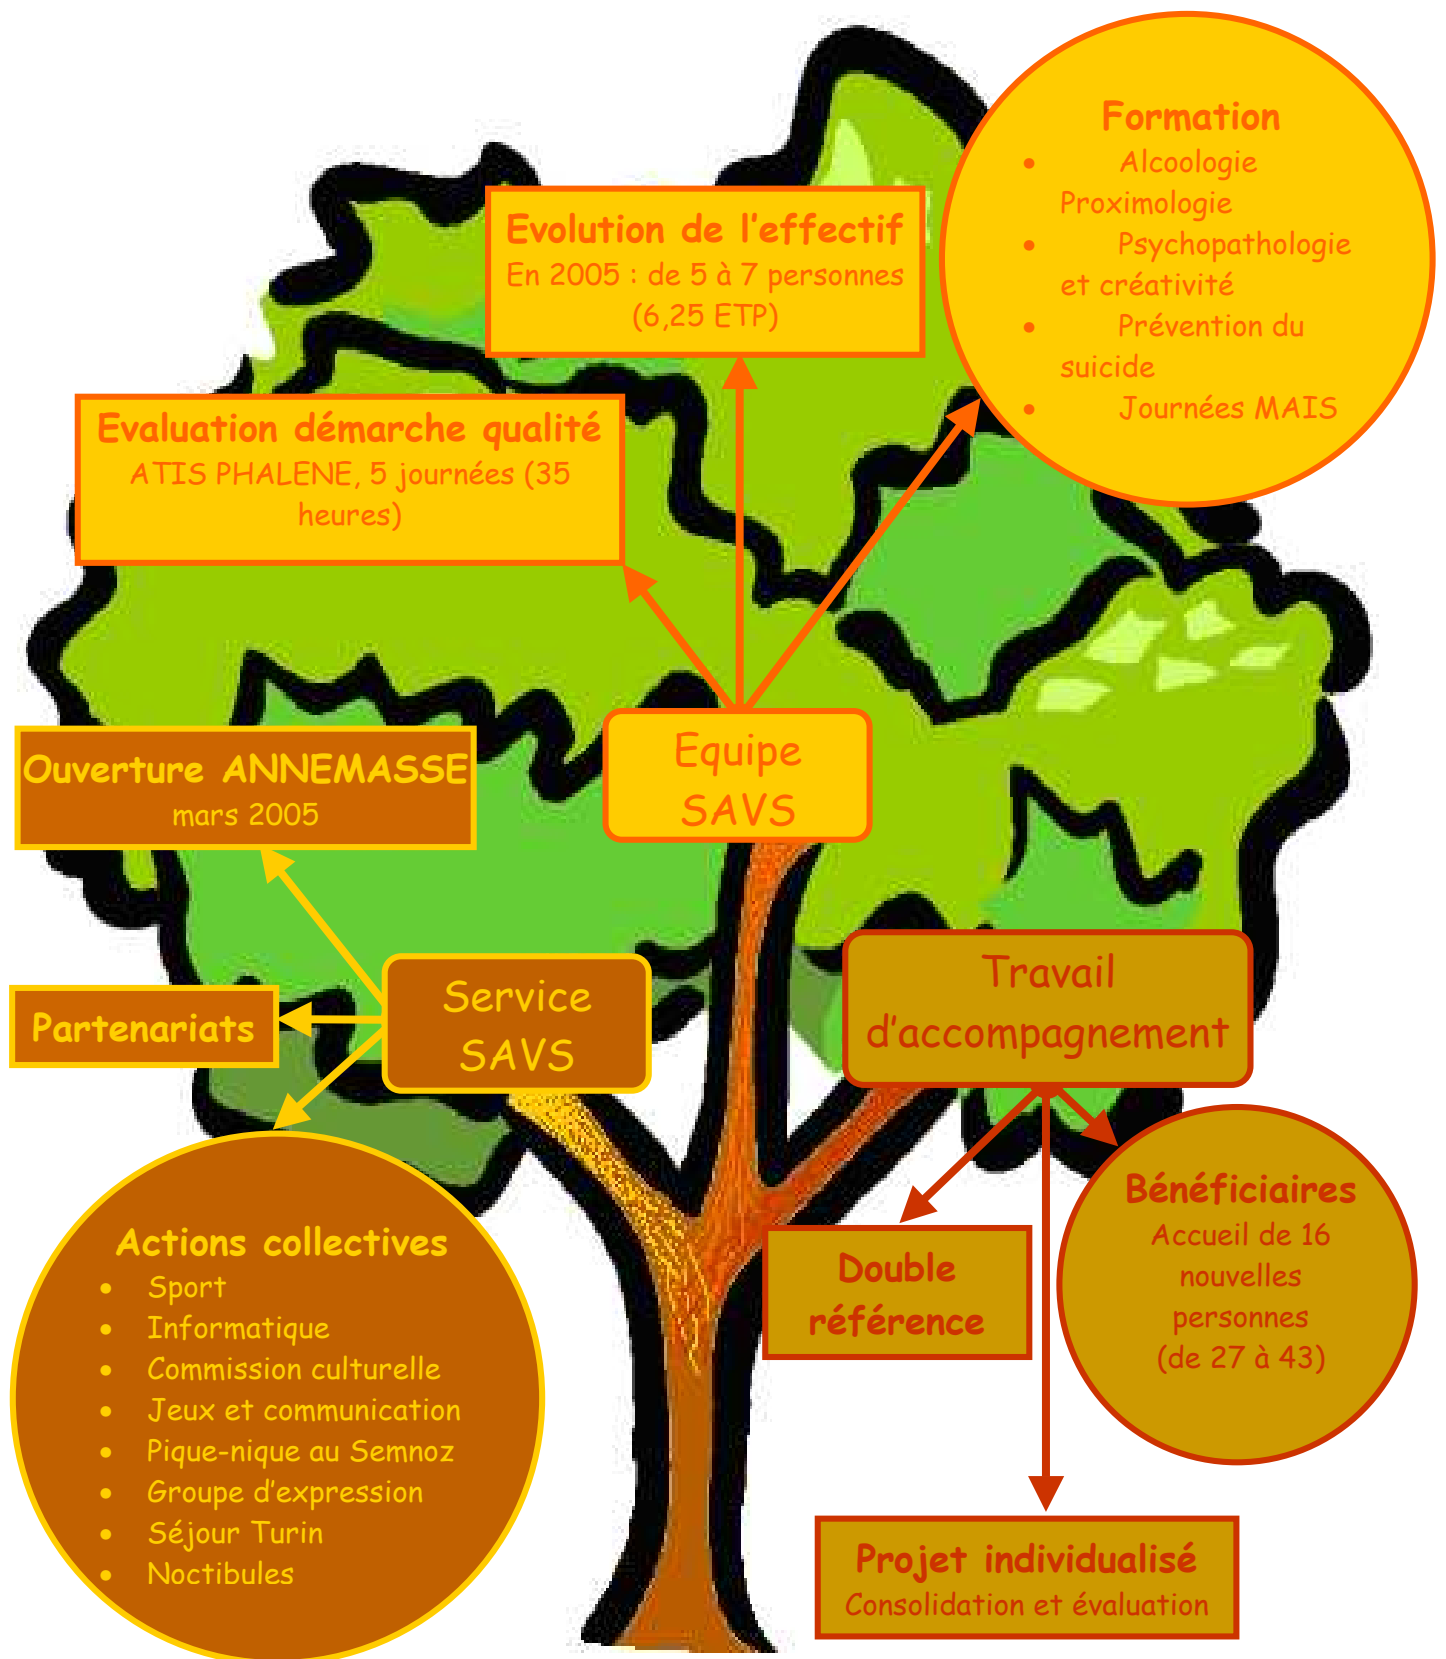 Formation
• Alcoologie
Proximologie
• Psychopathologie
et créativité
• Prévention du
suicide
• Journées MAIS
Evolution de l'effectif
En 2005 : de 5 à 7 personnes
(6,25 ETP)
Evaluation démarche qualité
ATIS PHALENE, 5 journées (35
heures)
Equipe
SAVS
Ouverture ANNEMASSE
mars 2005
Service
SAVS
Partenariats
Travail
d'accompagnement
Actions collectives
• Sport
• Informatique
• Commission culturelle
• Jeux et communication
• Pique-nique au Semnoz
• Groupe d'expression
• Séjour Turin
• Noctibules
Double
référence
Bénéficiaires
Accueil de 16
nouvelles
personnes
(de 27 à 43)
Projet individualisé
Consolidation et évaluation